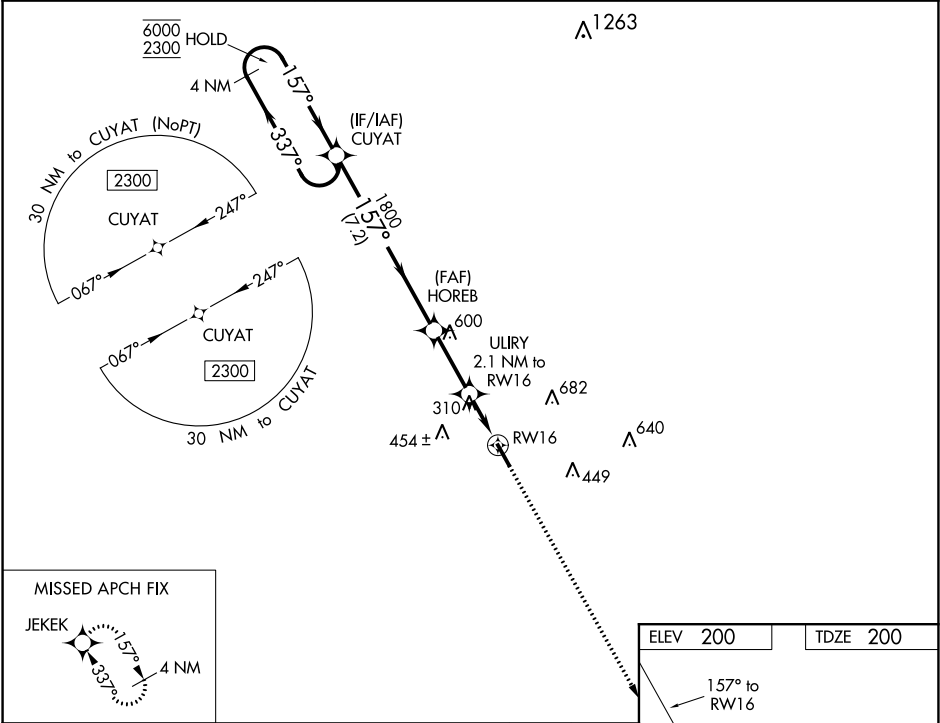 6000
2300
HOLD
4 NM
157°
337°
(IF/IAF)
CUYAT
1263
30 NM to CUYAT (NoPT)
2300
CUYAT
247°
067°
1800
157°
(7.2)
247°
067°
CUYAT
2300
30 NM to CUYAT
(FAF)
HOREB
600
ULIRY
2.1 NM to
RW16
310
682
454 ±
RW16
640
449
MISSED APCH FIX
JEKEK
157°
337°
4 NM
ELEV 200
TDZE 200
157° to
RW16